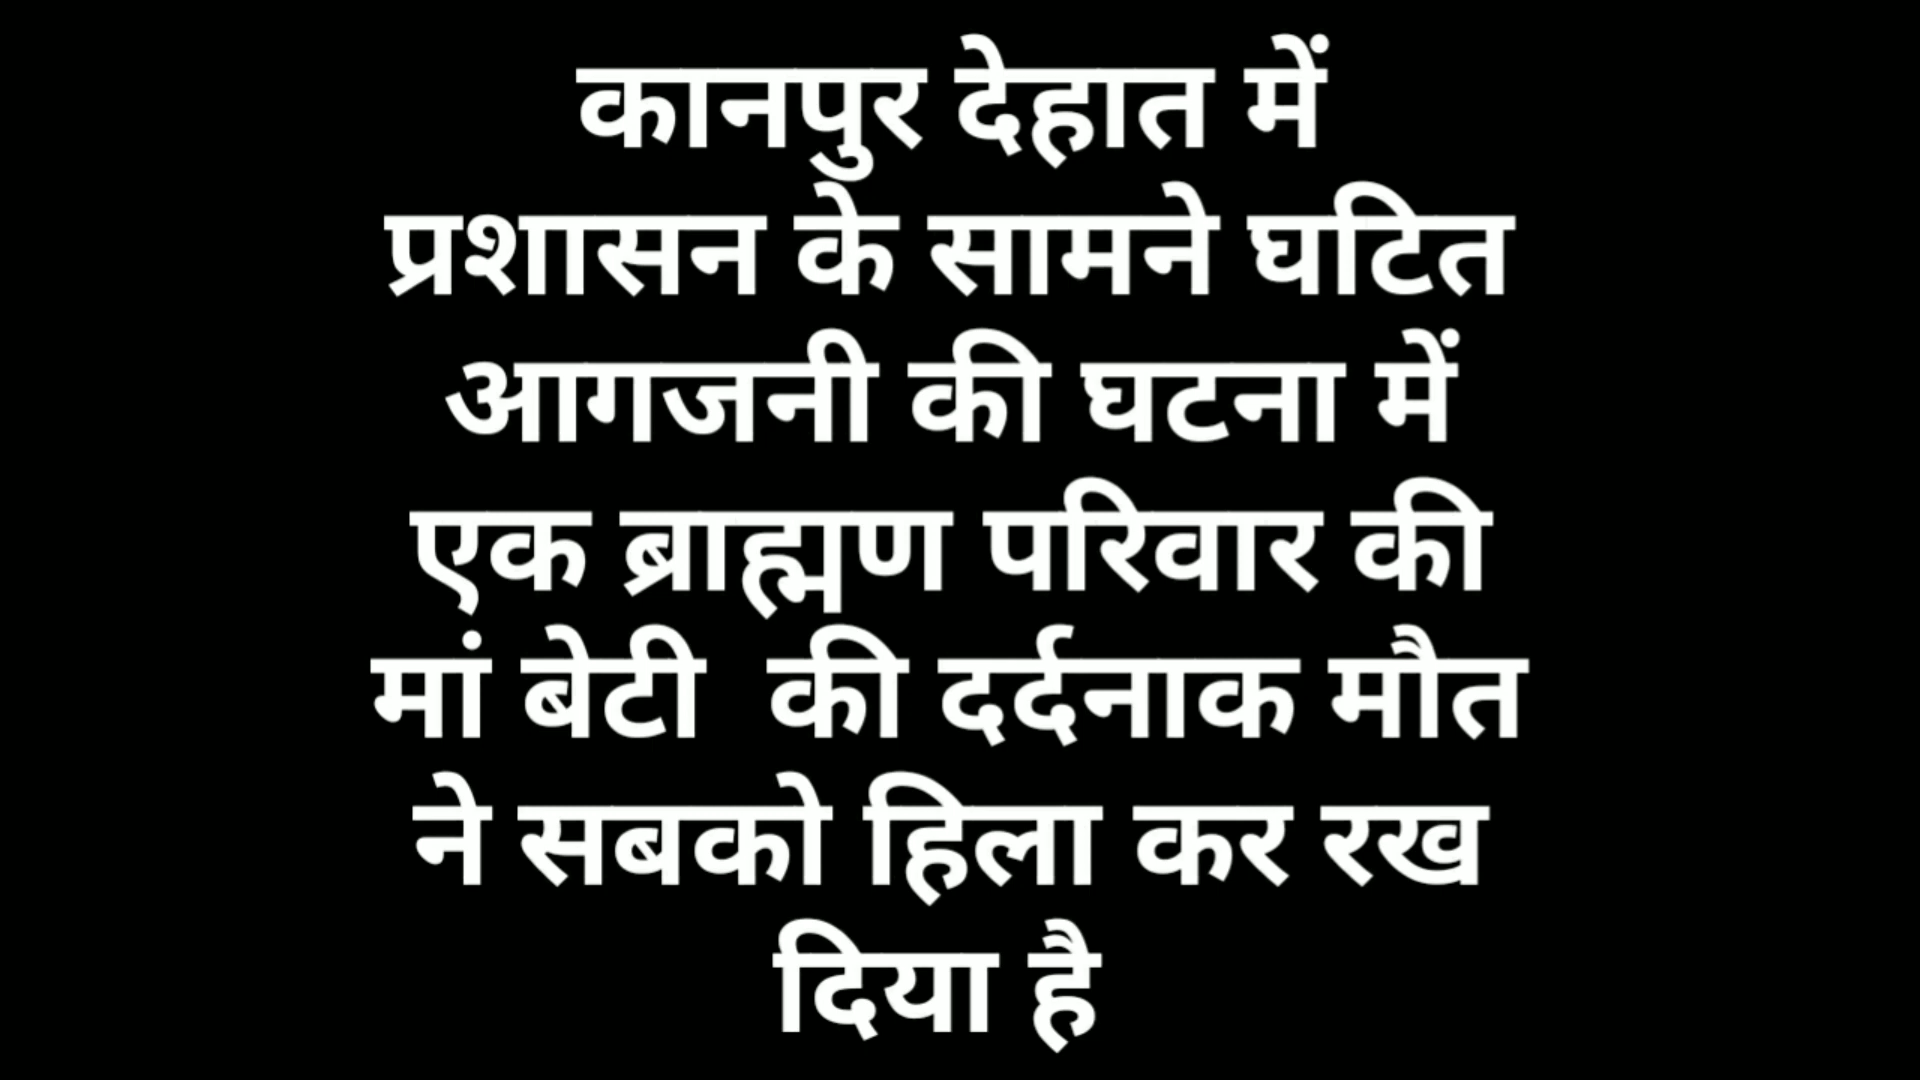 कानपुर देहात में
प्रशासन के सामने घटित
आगजनी की घटना में
एक ब्राह्मण परिवार की
मां बेटी  की दर्दनाक मौत
ने सबको हिला कर रख
दिया है